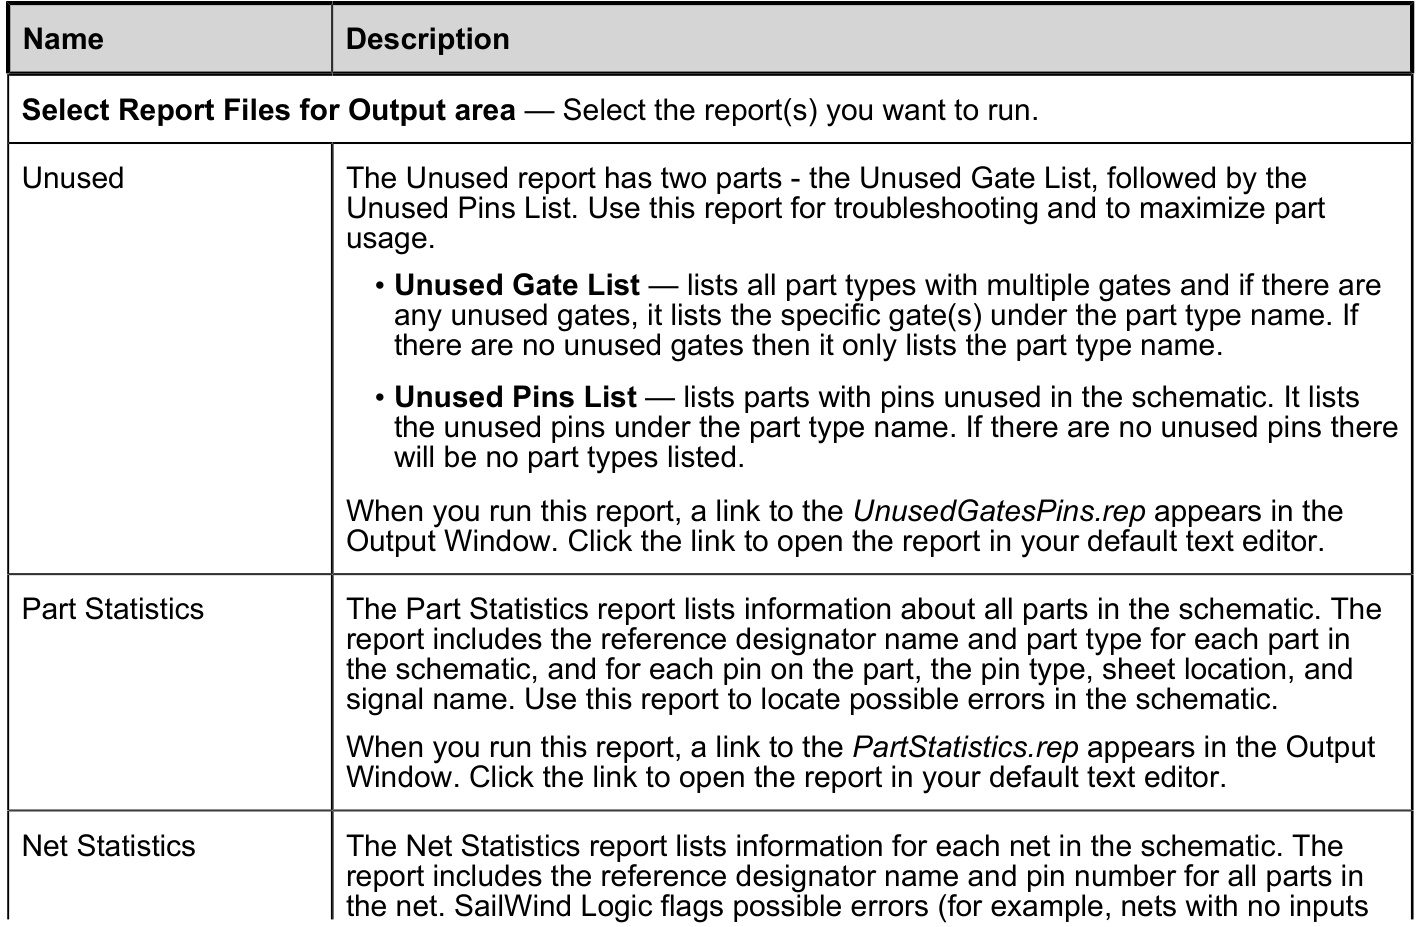 Name Description
Select Report Files for Output area — Select the report(s) you want to run.
Unused
The Unused report has two parts - the Unused Gate List, followed by the
Unused Pins List. Use this report for troubleshooting and to maximize part
usage.
• Unused Gate List — lists all part types with multiple gates and if there are
any unused gates, it lists the specific gate(s) under the part type name. If
there are no unused gates then it only lists the part type name.
• Unused Pins List — lists parts with pins unused in the schematic. It lists
the unused pins under the part type name. If there are no unused pins there
will be no part types listed.
When you run this report, a link to the UnusedGatesPins.rep appears in the
Output Window. Click the link to open the report in your default text editor.
Part Statistics
The Part Statistics report lists information about all parts in the schematic. The
report includes the reference designator name and part type for each part in
the schematic, and for each pin on the part, the pin type, sheet location, and
signal name. Use this report to locate possible errors in the schematic.
When you run this report, a link to the PartStatistics.rep appears in the Output
Window. Click the link to open the report in your default text editor.
Net Statistics
The Net Statistics report lists information for each net in the schematic. The
report includes the reference designator name and pin number for all parts in
the net. SailWind Logic flags possible errors (for example, nets with no inputs